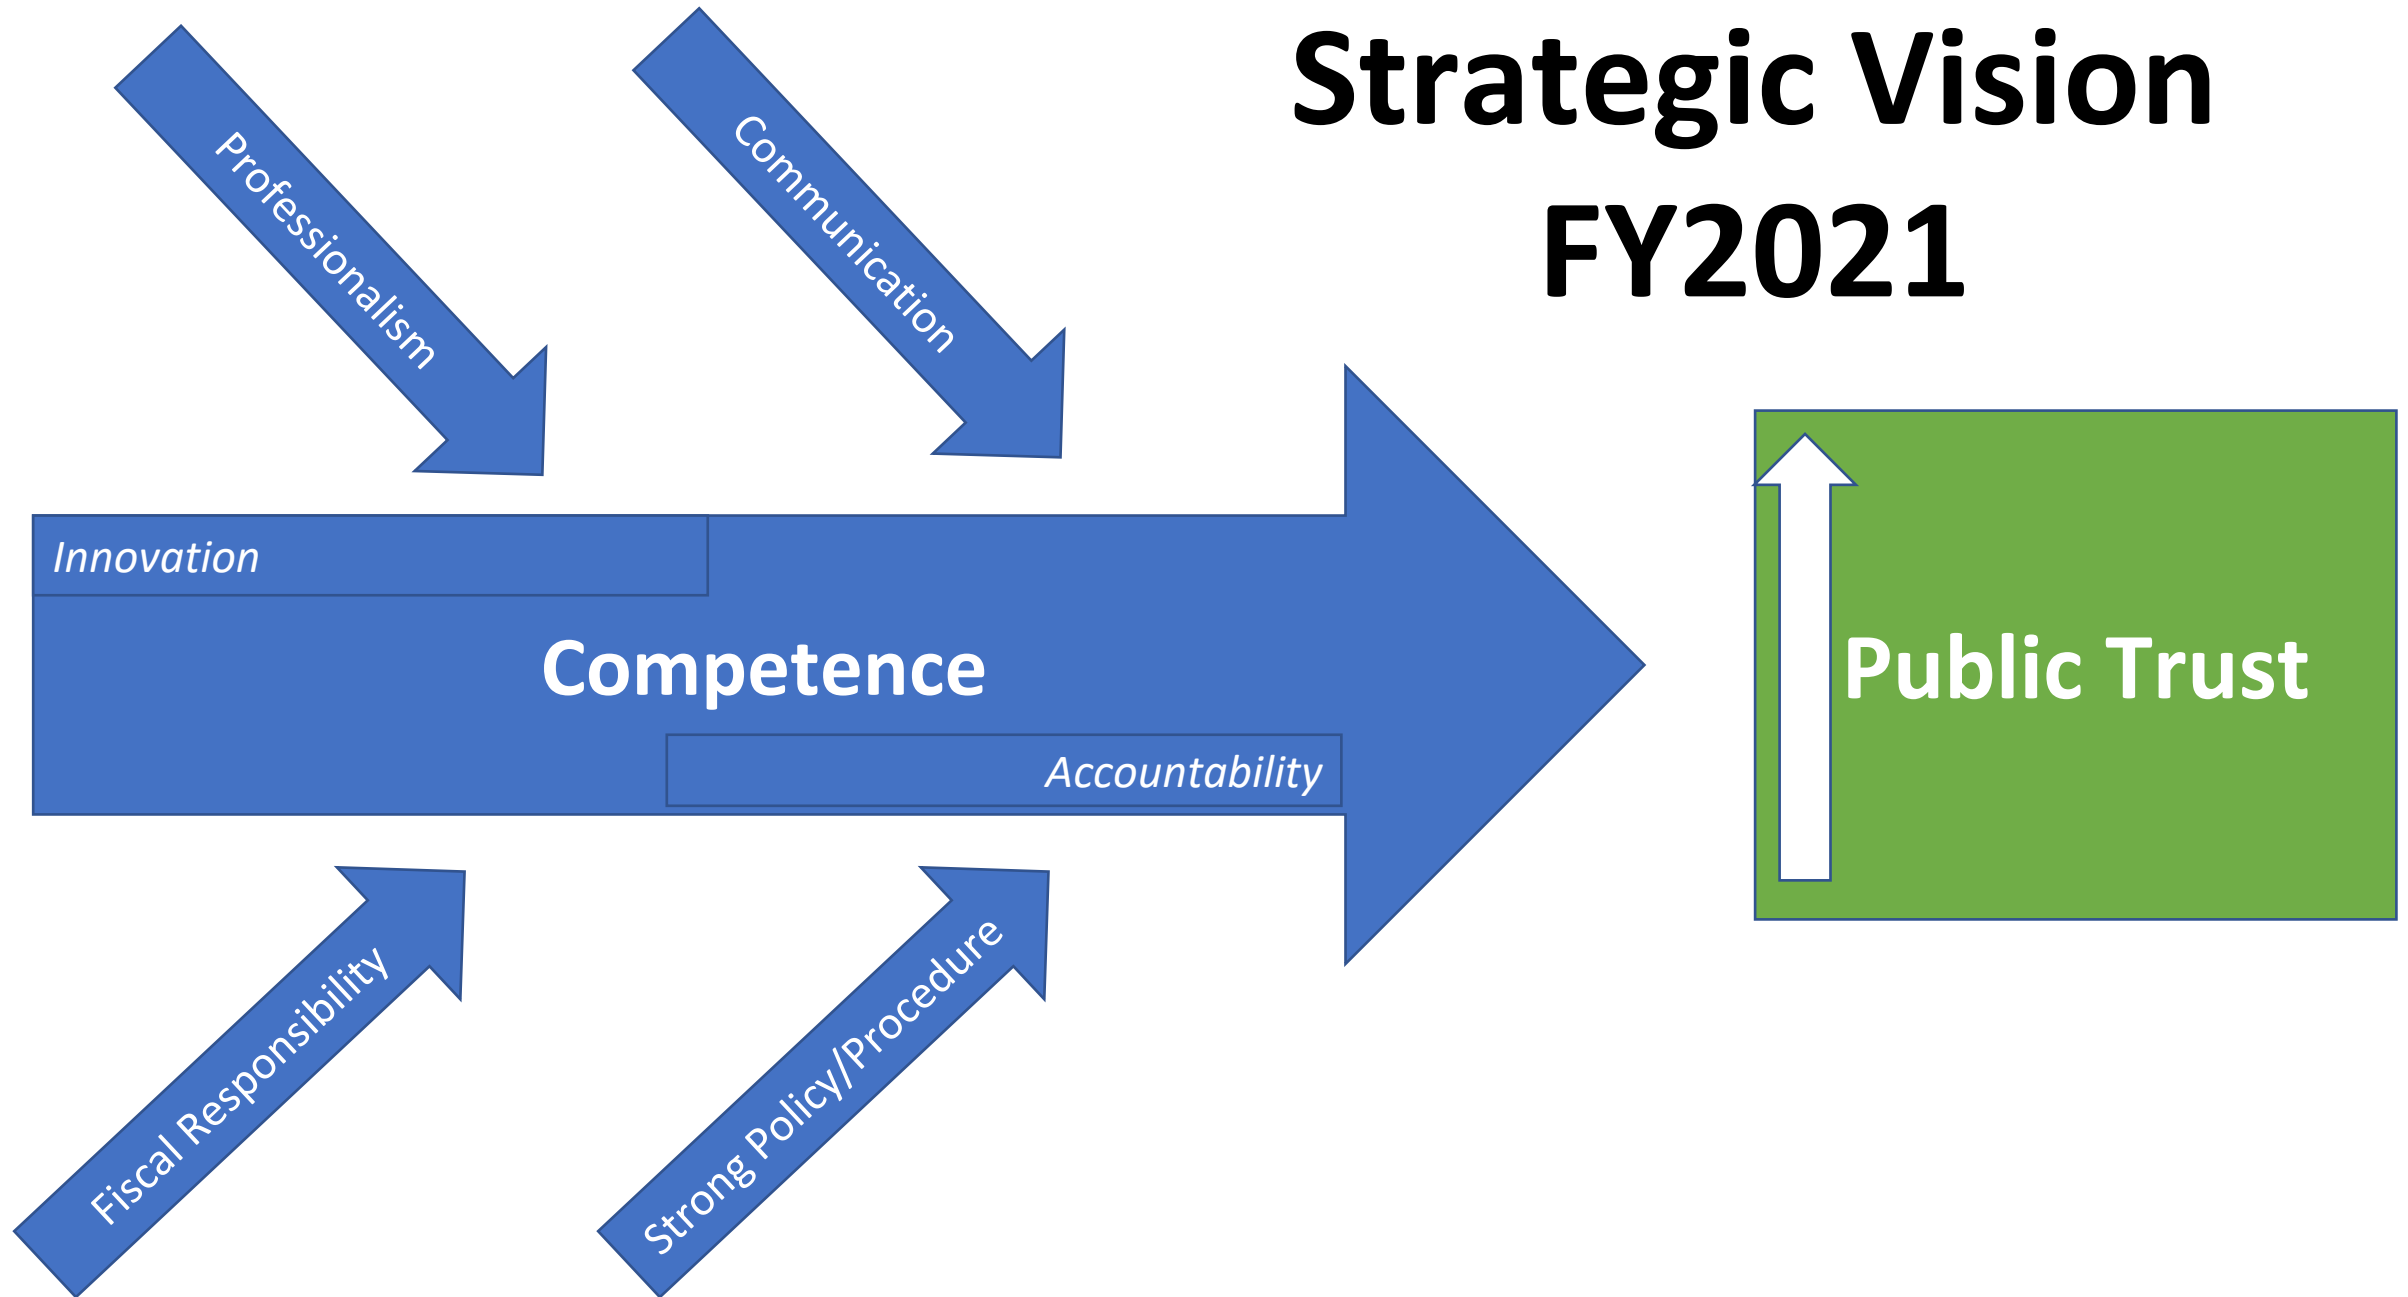 Strategic Vision
FY2021
Professionalism
Communication
Innovation
Competence
Accountability
Public Trust
Fiscal Responsibility
Strong Policy/Procedure